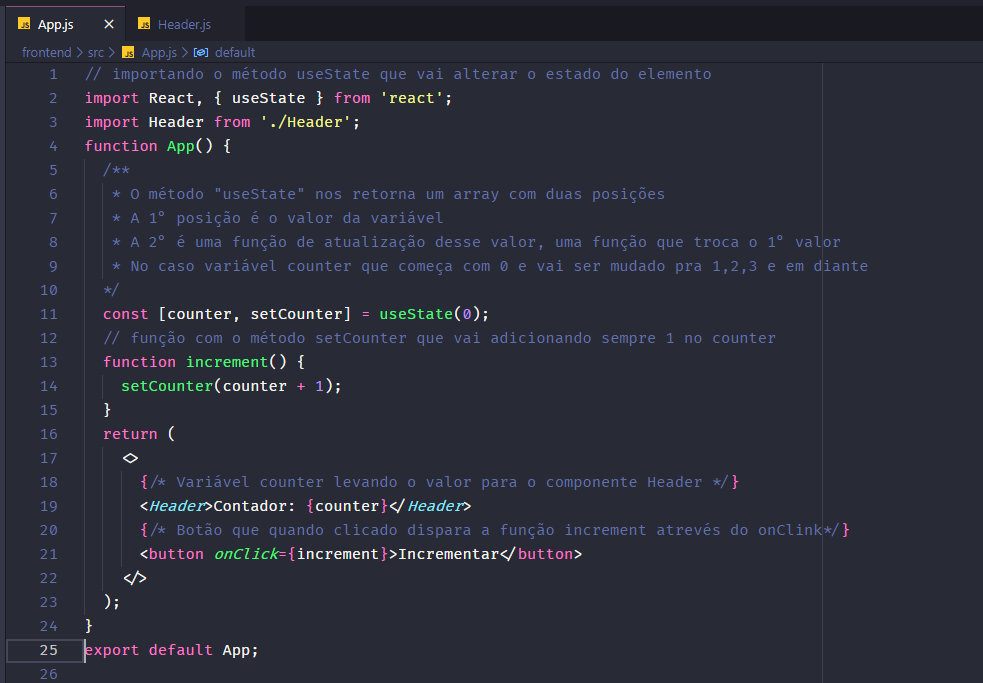 JS App.js × JS Header.js
frontend > src > JS App.js > default
1 // importando o método useState que vai alterar o estado do elemento
2 import React, { useState } from 'react';
3 import Header from './Header';
4 function App() {
5 /**
6 * O método "useState" nos retorna um array com duas posições
7 * A 1° posição é o valor da variável
8 * A 2° é uma função de atualização desse valor, uma função que troca o 1° valor
9 * No caso variável counter que começa com 0 e vai ser mudado pra 1,2,3 e em diante
10 */
11 const [counter, setCounter] = useState(0);
12 // função com o método setCounter que vai adicionando sempre 1 no counter
13 function increment() {
14 setCounter(counter + 1);
15 }
16 return (
17 <>
18 {/* Variável counter levando o valor para o componente Header */}
19 <Header>Contador: {counter}</Header>
20 {/* Botão que quando clicado dispara a função increment atrevés do onClink*/}
21 <button onClick={increment}>Incrementar</button>
22 </>
23 );
24 }
25 export default App;
26